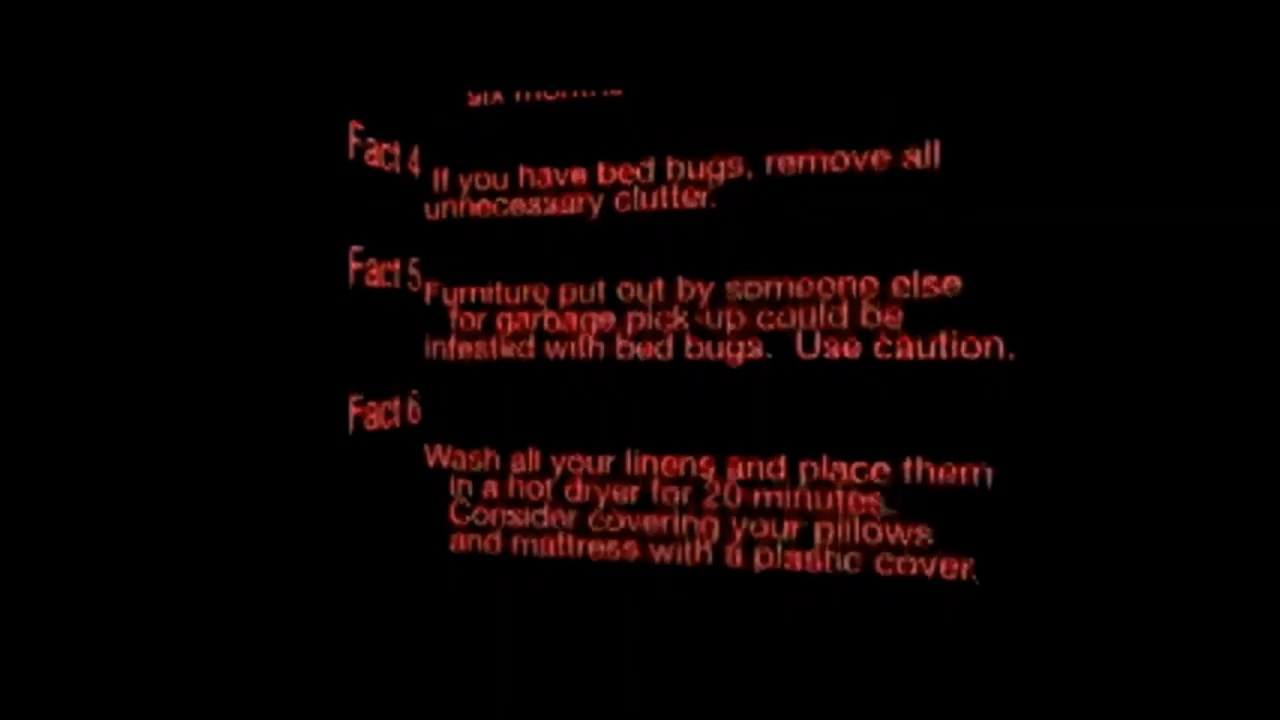 six months
Fact 4
If you have bed bugs, remove all
unnecessary clutter.
Fact 5
Furniture put out by someone else
for garbage pick-up could be
infested with bed bugs. Use caution.
Fact 6
Wash all your linens and place them
in a hot dryer for 20 minutes.
Consider covering your pillows
and mattress with a plastic cover.